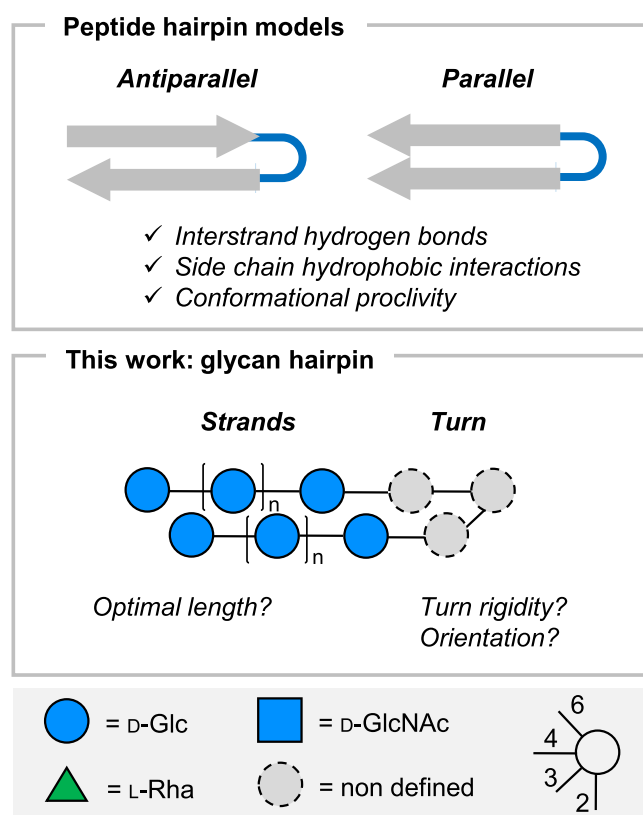 Peptide hairpin models
Antiparallel
Parallel
✓ Interstrand hydrogen bonds
✓ Side chain hydrophobic interactions
✓ Conformational proclivity
This work: glycan hairpin
Strands
Turn
n
n
Optimal length?
Turn rigidity?
Orientation?
= D-Glc
= D-GlcNAc
= L-Rha
= non defined
6
4
3
2